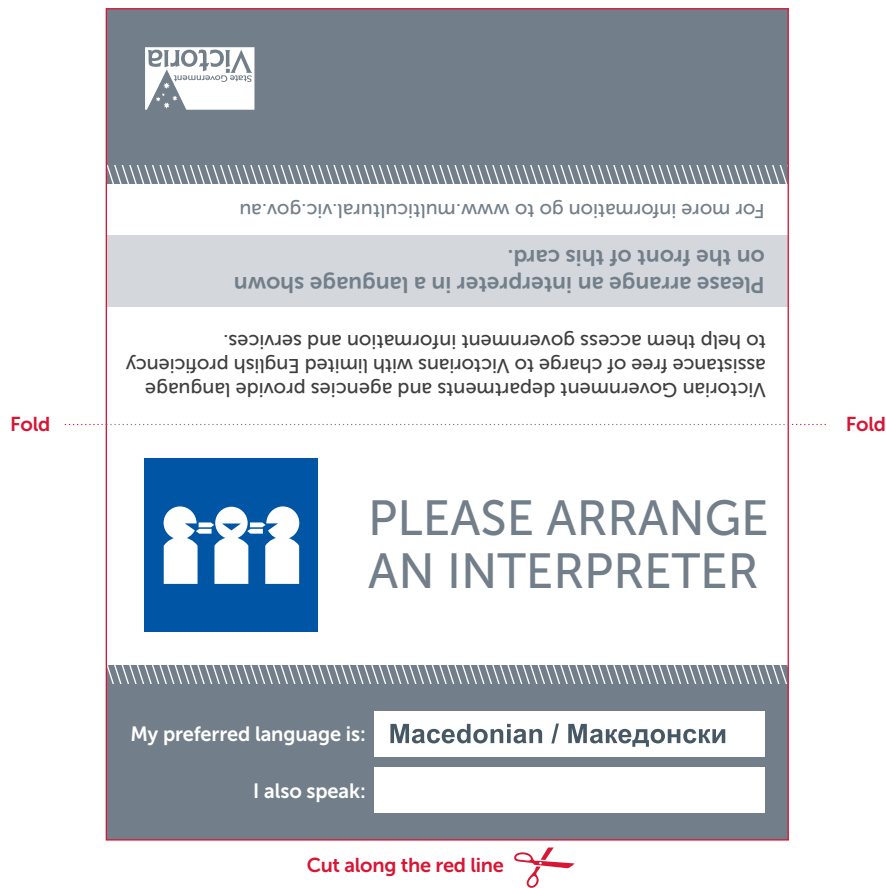 Victoria
State Government
For more information go to www.multicultural.vic.gov.au
Please arrange an interpreter in a language shown
on the front of this card.
Victorian Government departments and agencies provide language
assistance free of charge to Victorians with limited English proficiency
to help them access government information and services.
Fold
Fold
PLEASE ARRANGE
AN INTERPRETER
My preferred language is: Macedonian / Македонски
I also speak:
Cut along the red line